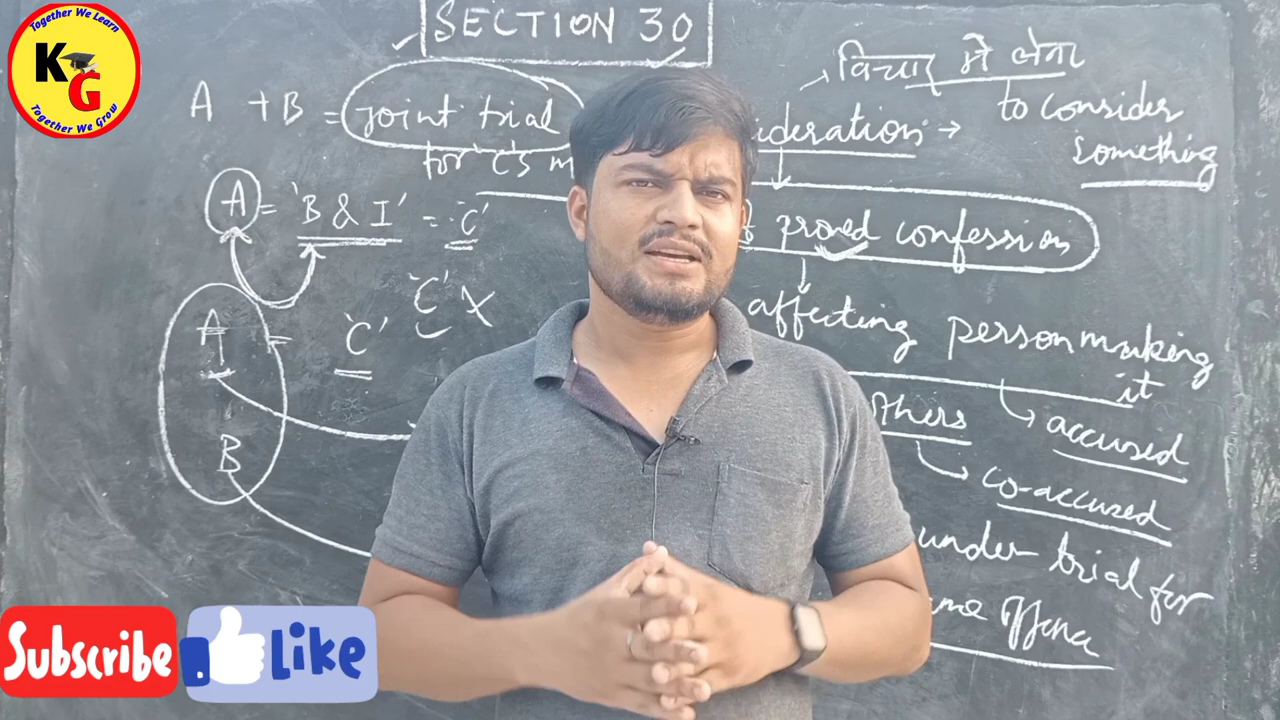 Together We Learn
KG
Together We Grow
SECTION 30
A + B = joint trial
for 'C's m
A = 'B & I' = 'C'
'C' X
A = 'C'
B
विचार में लेना
ideration → to consider
something
proved confession
affecting person making
it
thers
accused
co-accused
under trial for
me offence
Subscribe
Like